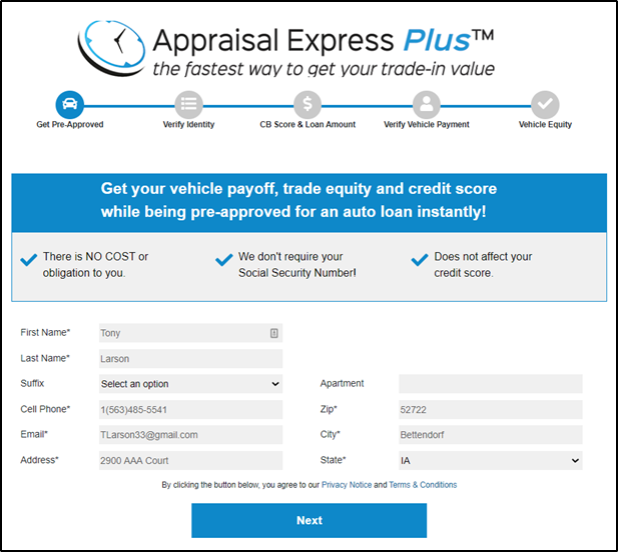 Appraisal Express Plus™
the fastest way to get your trade-in value
Get Pre-Approved Verify Identity CB Score & Loan Amount Verify Vehicle Payment Vehicle Equity
Get your vehicle payoff, trade equity and credit score
while being pre-approved for an auto loan instantly!
There is NO COST or
obligation to you.
We don't require your
Social Security Number!
Does not affect your
credit score.
First Name* Tony
Last Name* Larson
Suffix Select an option Apartment
Cell Phone* 1(563)485-5541 Zip* 52722
Email* TLarson33@gmail.com City* Bettendorf
Address* 2900 AAA Court State* IA
By clicking the button below, you agree to our Privacy Notice and Terms & Conditions
Next